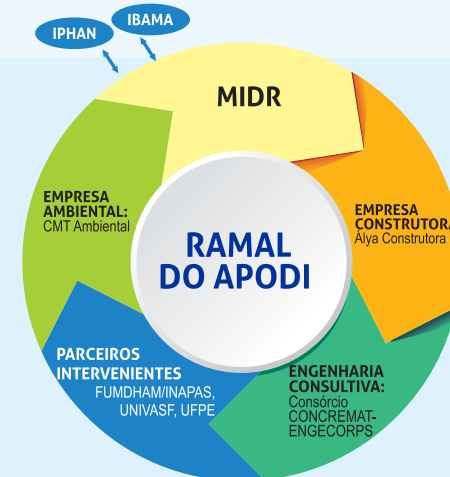 IPHAN
IBAMA
MIDR
EMPRESA
AMBIENTAL:
CMT Ambiental
EMPRESA
CONSTRUTORA
Álya Construtora
RAMAL
DO APODI
PARCEIROS
INTERVENIENTES
FUMDHAM/INAPAS,
UNIVASF, UFPE
ENGENHARIA
CONSULTIVA:
Consórcio
CONCREMAT-
ENGECORPS